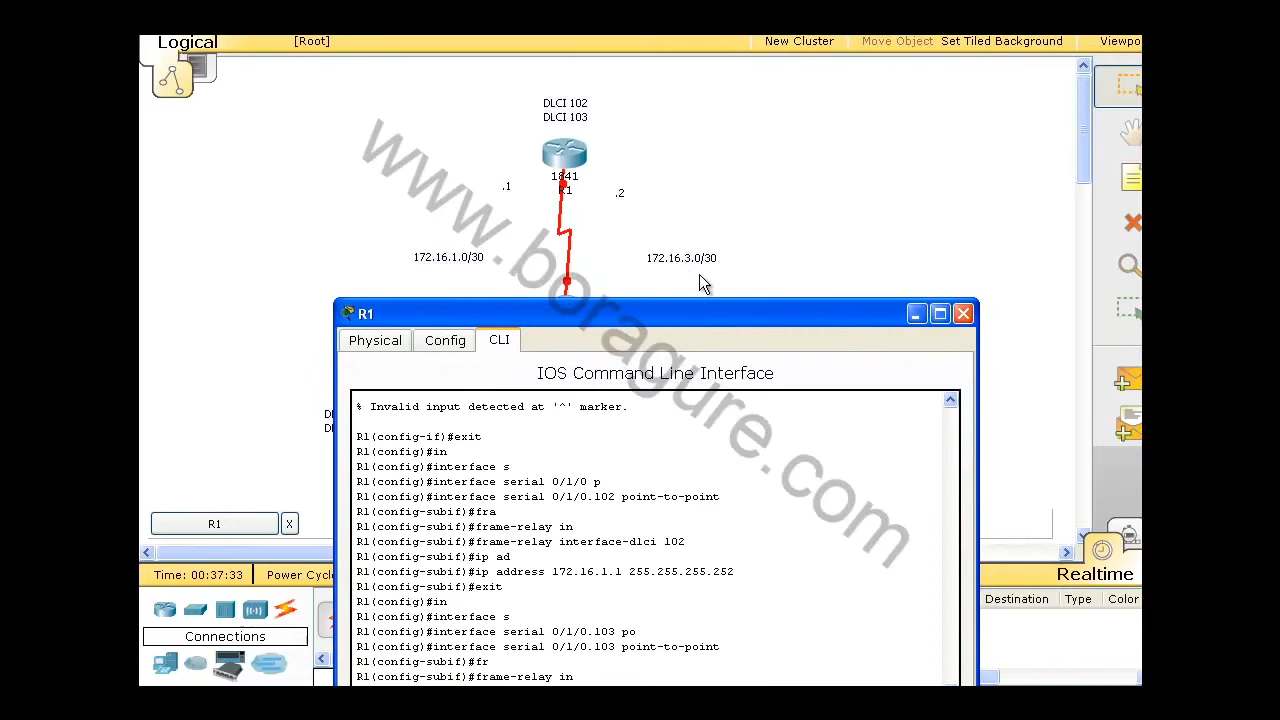 Logical
[Root]
New Cluster
Move Object
Set Tiled Background
Viewpo
DLCI 102
DLCI 103
1841
R1
.1
.2
172.16.1.0/30
172.16.3.0/30
www.boragure.com
R1
Physical
Config
CLI
IOS Command Line Interface
% Invalid input detected at '^' marker.
R1(config-if)#exit
R1(config)#in
R1(config)#interface s
R1(config)#interface serial 0/1/0 p
R1(config)#interface serial 0/1/0.102 point-to-point
R1(config-subif)#fra
R1(config-subif)#frame-relay in
R1(config-subif)#frame-relay interface-dlci 102
R1(config-subif)#ip ad
R1(config-subif)#ip address 172.16.1.1 255.255.255.252
R1(config-subif)#exit
R1(config)#in
R1(config)#interface s
R1(config)#interface serial 0/1/0.103 po
R1(config)#interface serial 0/1/0.103 point-to-point
R1(config-subif)#fr
R1(config-subif)#frame-relay in
R1
X
Time: 00:37:33
Power Cycl
Realtime
Destination
Type
Color
Connections